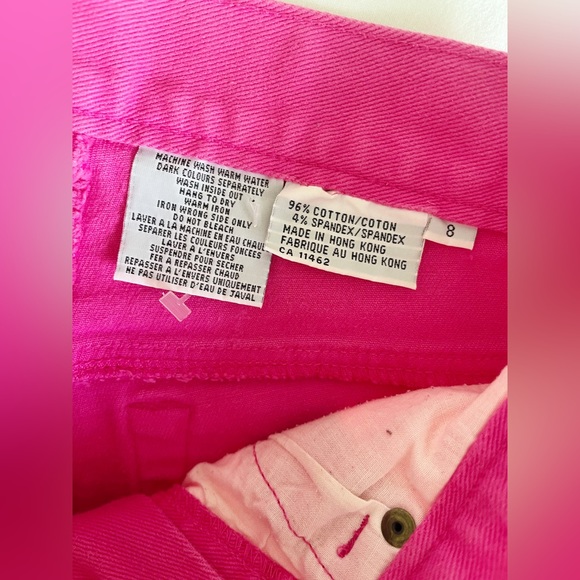 MACHINE WASH WARM WATER
DARK COLOURS SEPARATELY
WASH INSIDE OUT
HANG TO DRY
WARM IRON
IRON WRONG SIDE ONLY
DO NOT BLEACH
LAVER A LA MACHINE EN EAU CHAUD
SEPARER LES COULEURS FONCEES
LAVER A L'ENVERS
SUSPENDRE POUR SECHER
FER A REPASSER CHAUD
REPASSER A L'ENVERS UNIQUEMENT
NE PAS UTILISER D'EAU DE JAVAL
96% COTTON/COTON
4% SPANDEX/SPANDEX
MADE IN HONG KONG
FABRIQUE AU HONG KONG
CA 11462
8